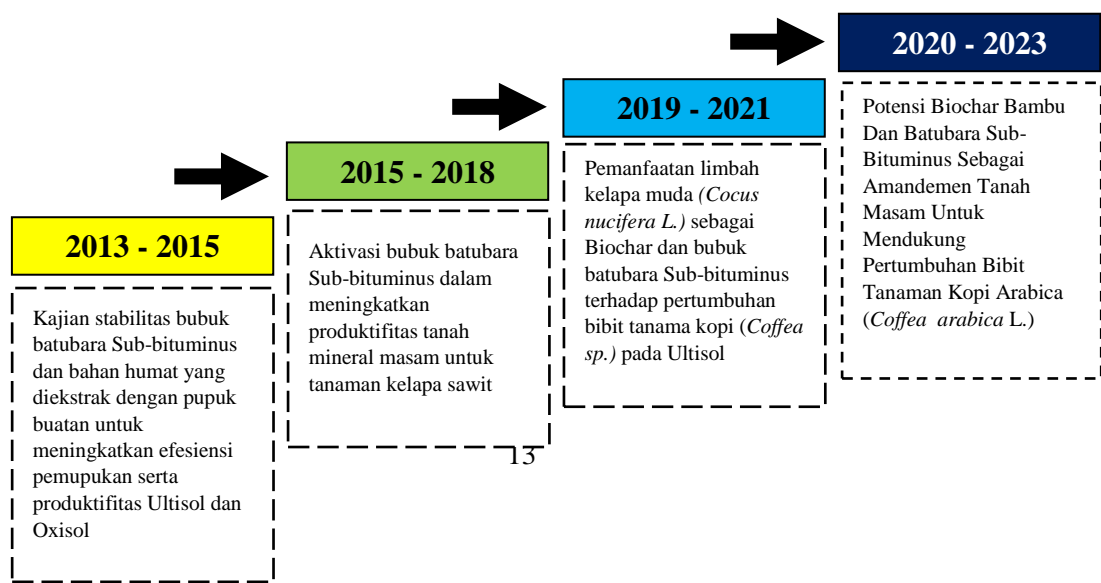 2013 - 2015
Kajian stabilitas bubuk
batubara Sub-bituminus
dan bahan humat yang
diekstrak dengan pupuk
buatan untuk
meningkatkan efesiensi
pemupukan serta
produktifitas Ultisol dan
Oxisol
2015 - 2018
Aktivasi bubuk batubara
Sub-bituminus dalam
meningkatkan
produktifitas tanah
mineral masam untuk
tanaman kelapa sawit
2019 - 2021
Pemanfaatan limbah
kelapa muda (Cocus
nucifera L.) sebagai
Biochar dan bubuk
batubara Sub-bituminus
terhadap pertumbuhan
bibit tanama kopi (Coffea
sp.) pada Ultisol
2020 - 2023
Potensi Biochar Bambu
Dan Batubara Sub-
Bituminus Sebagai
Amandemen Tanah
Masam Untuk
Mendukung
Pertumbuhan Bibit
Tanaman Kopi Arabica
(Coffea arabica L.)
13